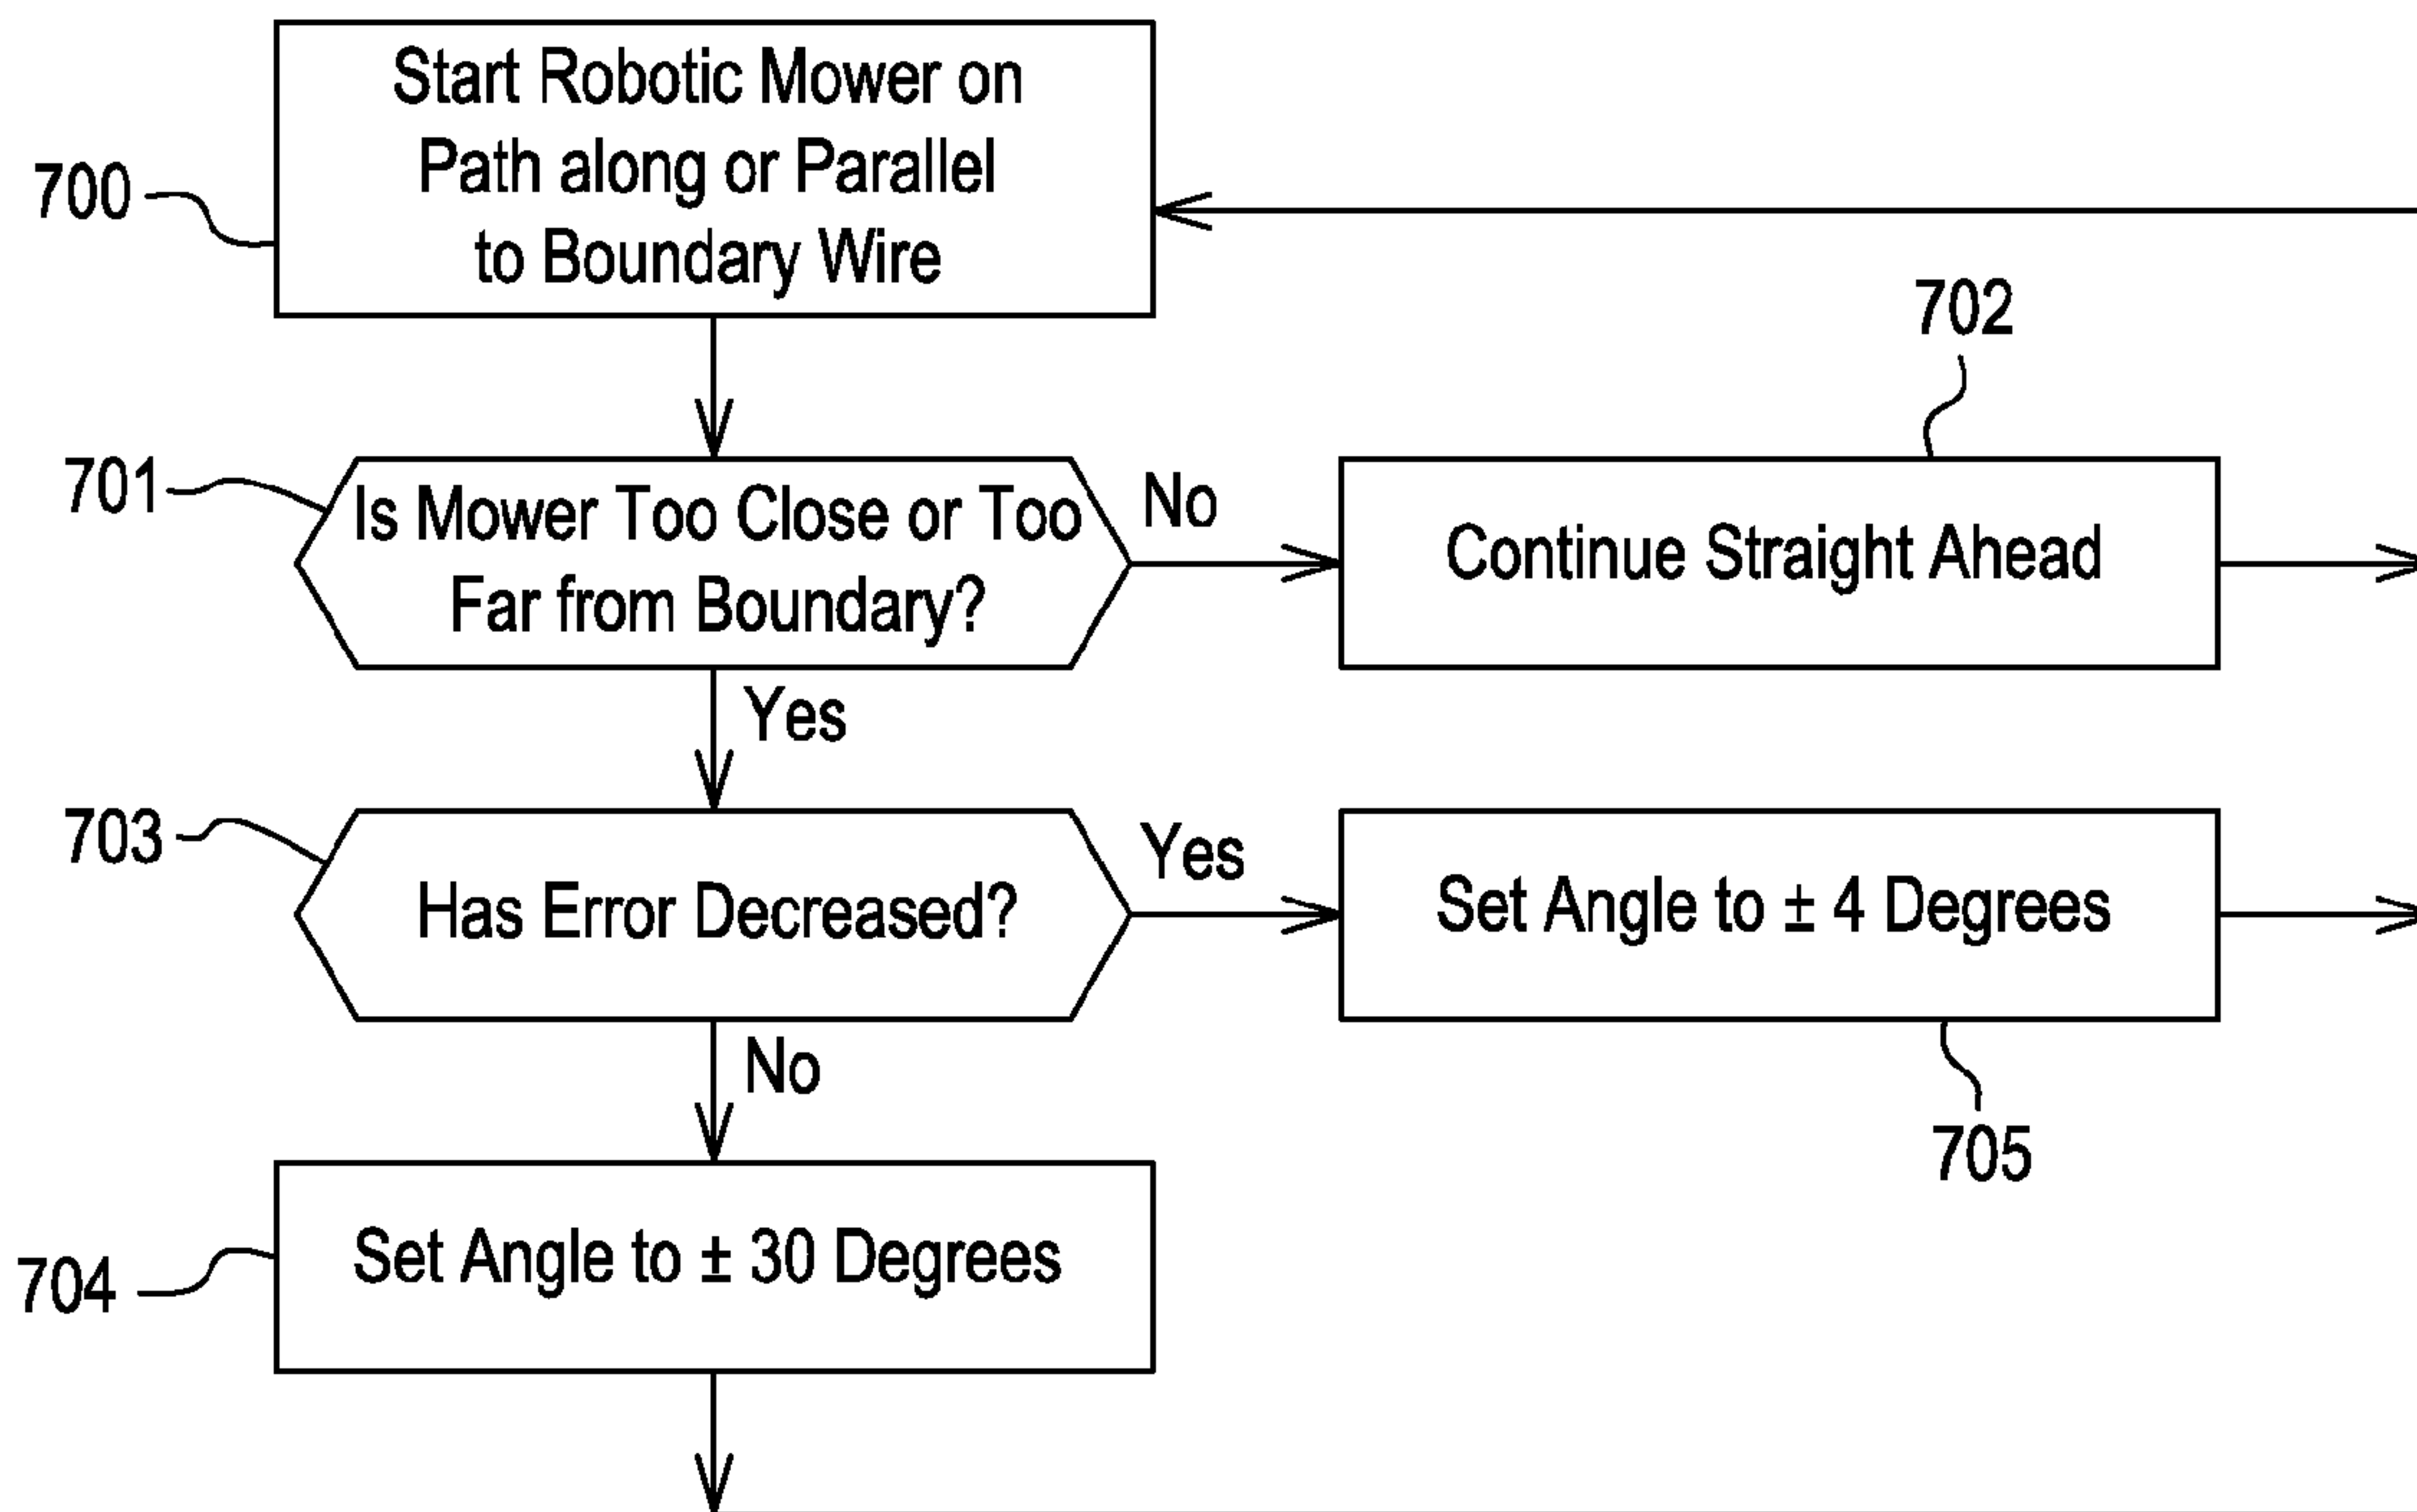 Start Robotic Mower on
Path along or Parallel
to Boundary Wire
700
702
701
Is Mower Too Close or Too
Far from Boundary?
No
Continue Straight Ahead
Yes
703
Has Error Decreased?
Yes
Set Angle to ± 4 Degrees
No
705
704
Set Angle to ± 30 Degrees